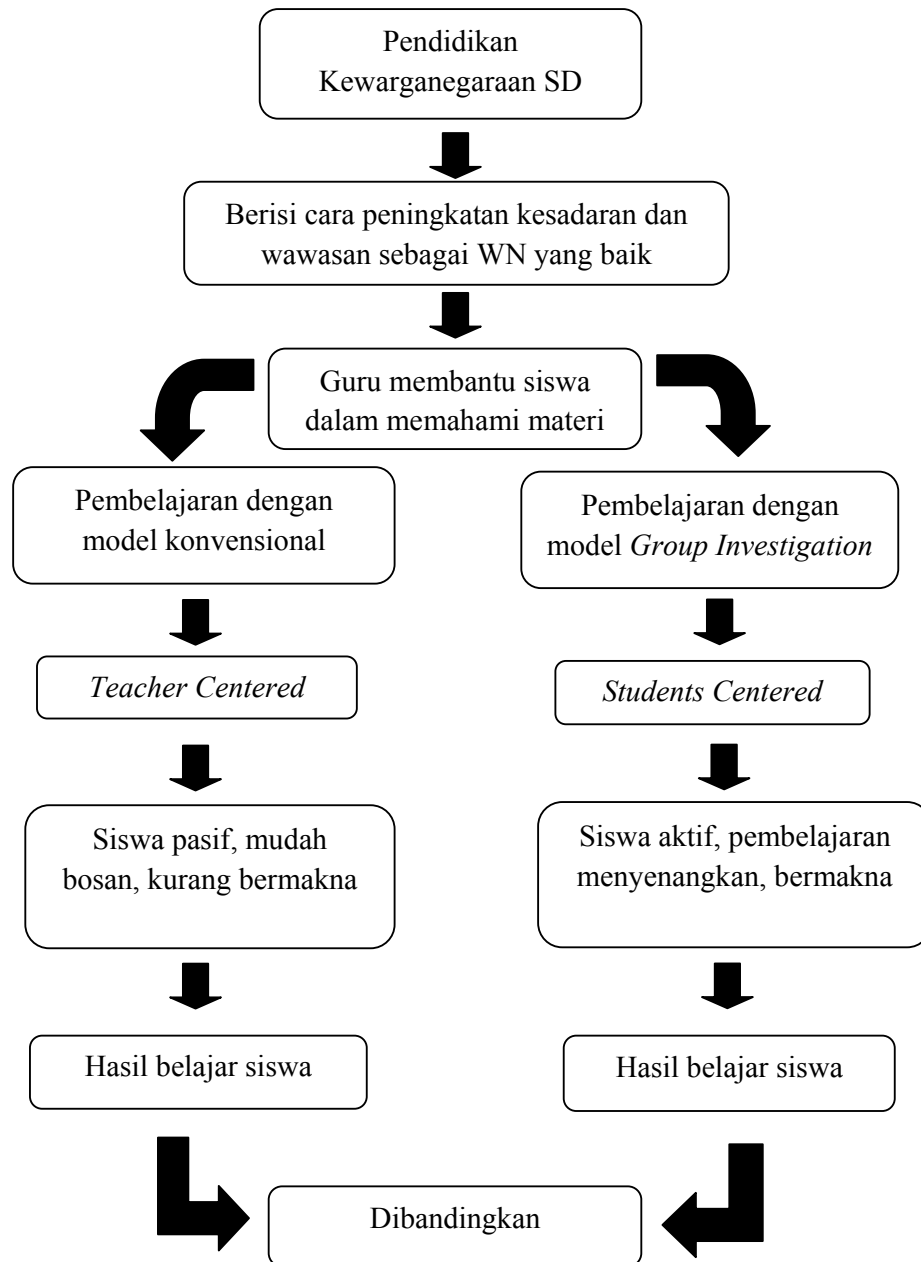 Pendidikan
Kewarganegaraan SD
Berisi cara peningkatan kesadaran dan
wawasan sebagai WN yang baik
Guru membantu siswa
dalam memahami materi
Pembelajaran dengan
model konvensional
Pembelajaran dengan
model Group Investigation
Teacher Centered
Students Centered
Siswa pasif, mudah
bosan, kurang bermakna
Siswa aktif, pembelajaran
menyenangkan, bermakna
Hasil belajar siswa
Hasil belajar siswa
Dibandingkan